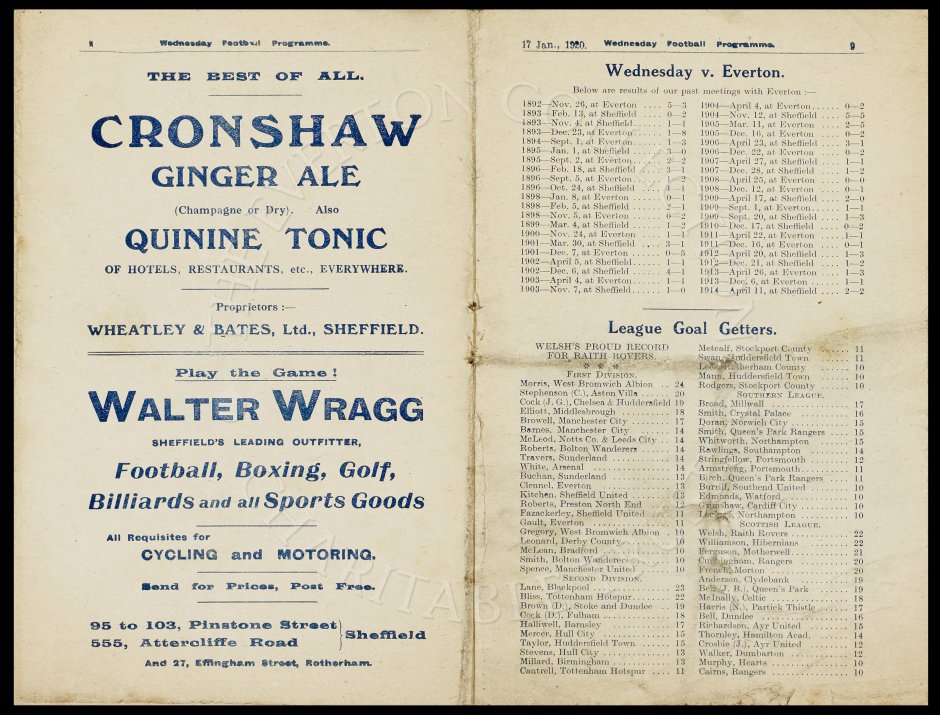 Wednesday Football Programme.
THE BEST OF ALL.
CRONSHAW
GINGER ALE
(Champagne or Dry). Also
QUININE TONIC
OF HOTELS, RESTAURANTS, etc., EVERYWHERE.
Proprietors :—
WHEATLEY & BATES, Ltd., SHEFFIELD.
Play the Game!
WALTER WRAGG
SHEFFIELD'S LEADING OUTFITTER,
Football, Boxing, Golf,
Billiards and all Sports Goods
All Requisites for
CYCLING and MOTORING.
Send for Prices, Post Free.
95 to 103, Pinstone Street
555, Attercliffe Road
Sheffield
And 27, Effingham Street, Rotherham.
17 Jan., 1920. Wednesday Football Programme. 9
Wednesday v. Everton.
Below are results of our past meetings with Everton :—
1892—Nov. 26, at Everton .... 5—3
1893—Feb. 13, at Sheffield .... 0—2
1893—Nov. 4, at Sheffield .... 1—1
1893—Dec. 23, at Everton ..... 1—8
1894—Sept. 1, at Everton ..... 1—3
1895—Jan. 1, at Sheffield .... 3—0
1895—Sept. 2, at Everton ..... 2—2
1896—Feb. 18, at Sheffield .... 3—1
1896—Sept. 5, at Everton ..... 1—2
1896—Oct. 24, at Sheffield .... 4—1
1898—Jan. 8, at Everton ...... 0—1
1898—Feb. 5, at Sheffield ..... 2—1
1898—Nov. 5, at Everton ...... 0—2
1899—Mar. 4, at Sheffield .... 1—2
1900—Nov. 24, at Everton .... 1—1
1901—Mar. 30, at Sheffield .... 3—1
1901—Dec. 7, at Everton ...... 0—5
1902—April 5, at Sheffield .... 1—1
1902—Dec. 6, at Sheffield .... 4—1
1903—April 4, at Everton ..... 1—1
1903—Nov. 7, at Sheffield ..... 1—0
1904—April 4, at Everton ..... 0—2
1904—Nov. 12, at Sheffield .... 5—5
1905—Mar. 11, at Everton .... 2—5
1905—Dec. 16, at Everton .... 0—2
1906—April 23, at Sheffield .... 3—1
1906—Dec. 22, at Everton .... 0—2
1907—April 27, at Everton .... 1—1
1907—Dec. 28, at Sheffield .... 1—2
1908—April 25, at Everton .... 0—0
1908—Dec. 12, at Everton .... 0—1
1909—April 17, at Sheffield .... 2—0
1909—Sept. 1, at Everton ..... 1—1
1909—Sept. 20, at Sheffield .... 1—3
1910—Dec. 17, at Sheffield .... 0—2
1911—April 22, at Everton .... 1—1
1911—Dec. 16, at Everton .... 0—1
1912—April 20, at Sheffield .... 1—3
1912—Dec. 21, at Sheffield .... 1—2
1913—April 26, at Everton .... 1—3
1913—Dec. 6, at Everton ...... 1—1
1914—April 11, at Sheffield .... 2—2
League Goal Getters.
WELSH'S PROUD RECORD
FOR RAITH ROVERS.
* * *
FIRST DIVISION.
Morris, West Bromwich Albion .. 24
Stephenson (C.), Aston Villa .... 20
Cock (J. G.), Chelsea & Huddersfield 19
Elliott, Middlesbrough ........ 18
Browell, Manchester City ...... 17
Barnes, Manchester City ...... 14
McLeod, Notts Co. & Leeds City .. 14
Roberts, Bolton Wanderers .... 14
Travers, Sunderland .......... 14
White, Arsenal .............. 14
Buchan, Sunderland .......... 13
Clennel, Everton ............ 13
Kitchen, Sheffield United ...... 13
Roberts, Preston North End .... 12
Fazackerley, Sheffield United .... 11
Gault, Everton .............. 11
Gregory, West Bromwich Albion .. 10
Leonard, Derby County ........ 10
McLean, Bradford ............ 10
Smith, Bolton Wanderers ...... 10
Spence, Manchester United ...... 10
SECOND DIVISION.
Lane, Blackpool .............. 23
Bliss, Tottenham Hotspur ...... 22
Brown (D.), Stoke and Dundee .. 19
Cock (D.), Fulham ............ 18
Halliwell, Barnsley .......... 17
Mercer, Hull City ............ 15
Taylor, Huddersfield Town .... 15
Stevens, Hull City ............ 13
Millard, Birmingham .......... 13
Cantrell, Tottenham Hotspur .... 11
Metcalf, Stockport County ...... 11
Swan, Huddersfield Town ...... 11
Lees, Rotherham County ...... 10
Mann, Huddersfield Town ...... 10
Rodgers, Stockport County ...... 10
SOUTHERN LEAGUE.
Broad, Millwall .............. 17
Smith, Crystal Palace .......... 16
Doran, Norwich City .......... 15
Smith, Queen's Park Rangers .... 15
Whitworth, Northampton ...... 15
Rawlings, Southampton ........ 14
Stringfellow, Portsmouth ...... 12
Armstrong, Portsmouth ........ 11
Birch, Queen's Park Rangers .... 11
Burrill, Southend United ...... 10
Edmonds, Watford ............ 10
Grimshaw, Cardiff City ........ 10
Northampton ........ 10
SCOTTISH LEAGUE.
Welsh, Raith Rovers .......... 22
Williamson, Hibernians ........ 22
Ferguson, Motherwell .......... 21
Cunningham, Rangers .......... 20
French, Morton .............. 20
Anderson, Clydebank .......... 19
Bell (J. B.), Queen's Park ...... 19
McInally, Celtic .............. 18
Harris (N.), Partick Thistle .... 17
Bell, Dundee ................ 16
Richardson, Ayr United ........ 15
Thornley, Hamilton Acad. ...... 14
Crosbie (J.), Ayr United ........ 12
Walker, Dumbarton .......... 12
Murphy, Hearts .............. 10
Cairns, Rangers .............. 10